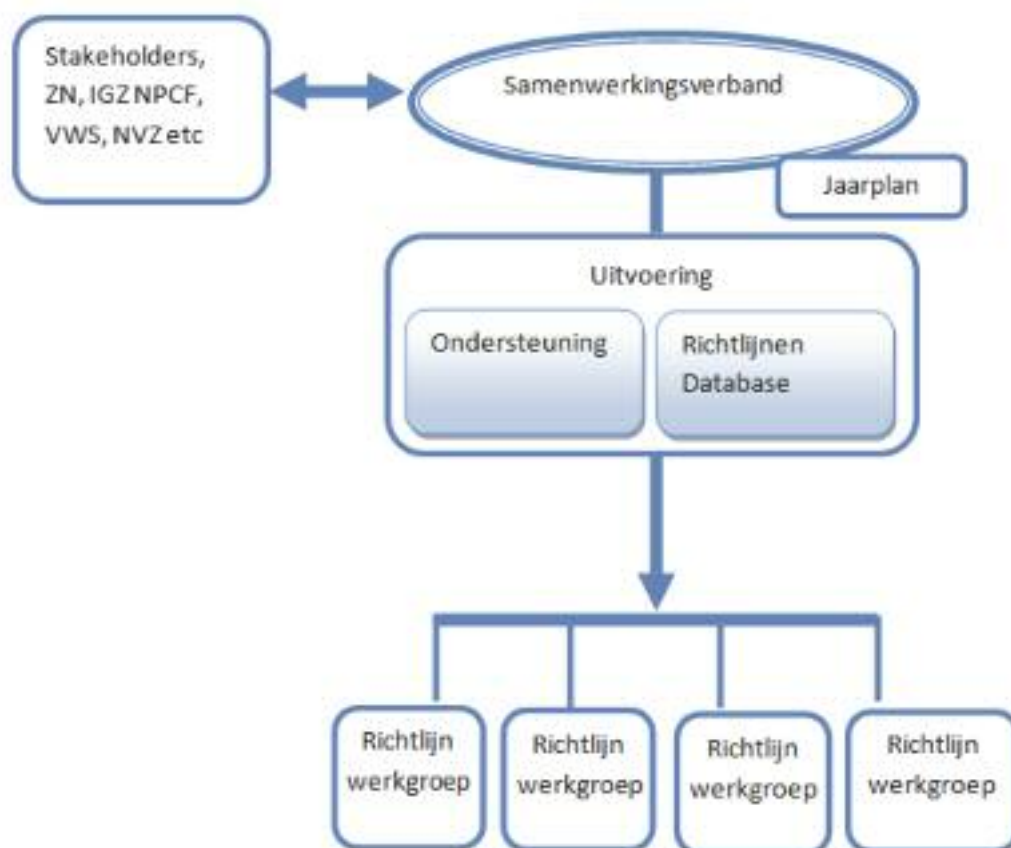 Stakeholders,
ZN, IGZ NPCF,
VWS, NVZ etc
Samenwerkingsverband
Jaarplan
Uitvoering
Ondersteuning
Richtlijnen
Database
Richtlijn
werkgroep
Richtlijn
werkgroep
Richtlijn
werkgroep
Richtlijn
werkgroep